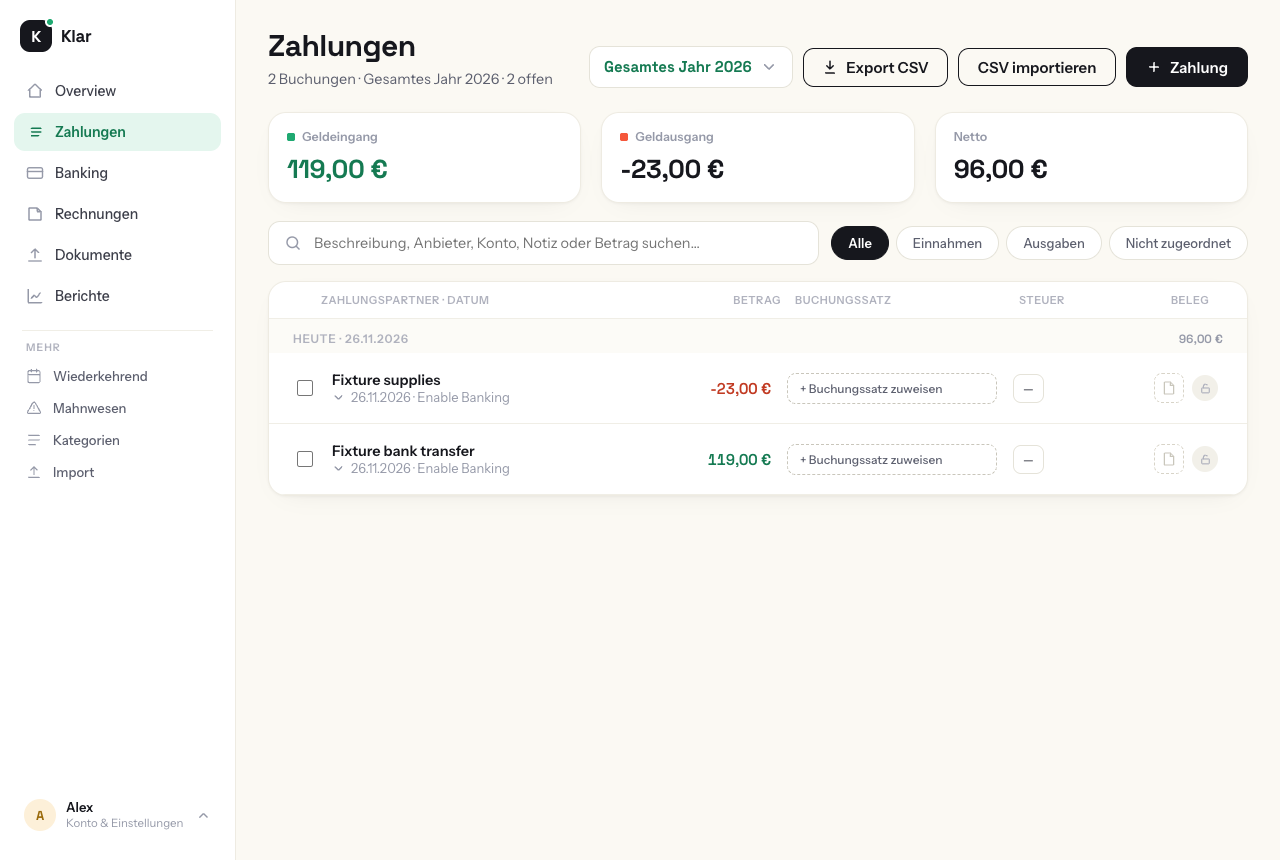 K Klar
Overview
Zahlungen
Banking
Rechnungen
Dokumente
Berichte
MEHR
Wiederkehrend
Mahnwesen
Kategorien
Import
A
Alex
Konto & Einstellungen
Zahlungen
2 Buchungen · Gesamtes Jahr 2026 · 2 offen
Gesamtes Jahr 2026
Export CSV
CSV importieren
+ Zahlung
Geldeingang
119,00 €
Geldausgang
-23,00 €
Netto
96,00 €
Beschreibung, Anbieter, Konto, Notiz oder Betrag suchen...
Alle
Einnahmen
Ausgaben
Nicht zugeordnet
ZAHLUNGSPARTNER · DATUM BETRAG BUCHUNGSSATZ STEUER BELEG
HEUTE · 26.11.2026 96,00 €
Fixture supplies
26.11.2026 · Enable Banking
-23,00 €
+ Buchungssatz zuweisen
—
Fixture bank transfer
26.11.2026 · Enable Banking
119,00 €
+ Buchungssatz zuweisen
—